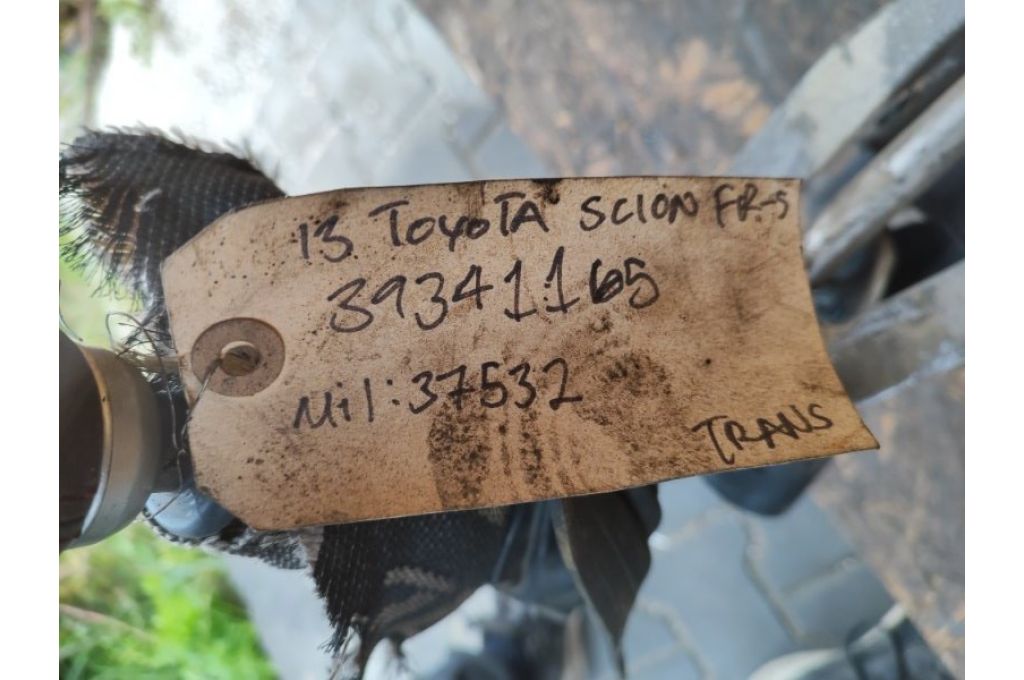 13 TOYOTA SCION FR-S
39341165
Mil: 37532
TRANS